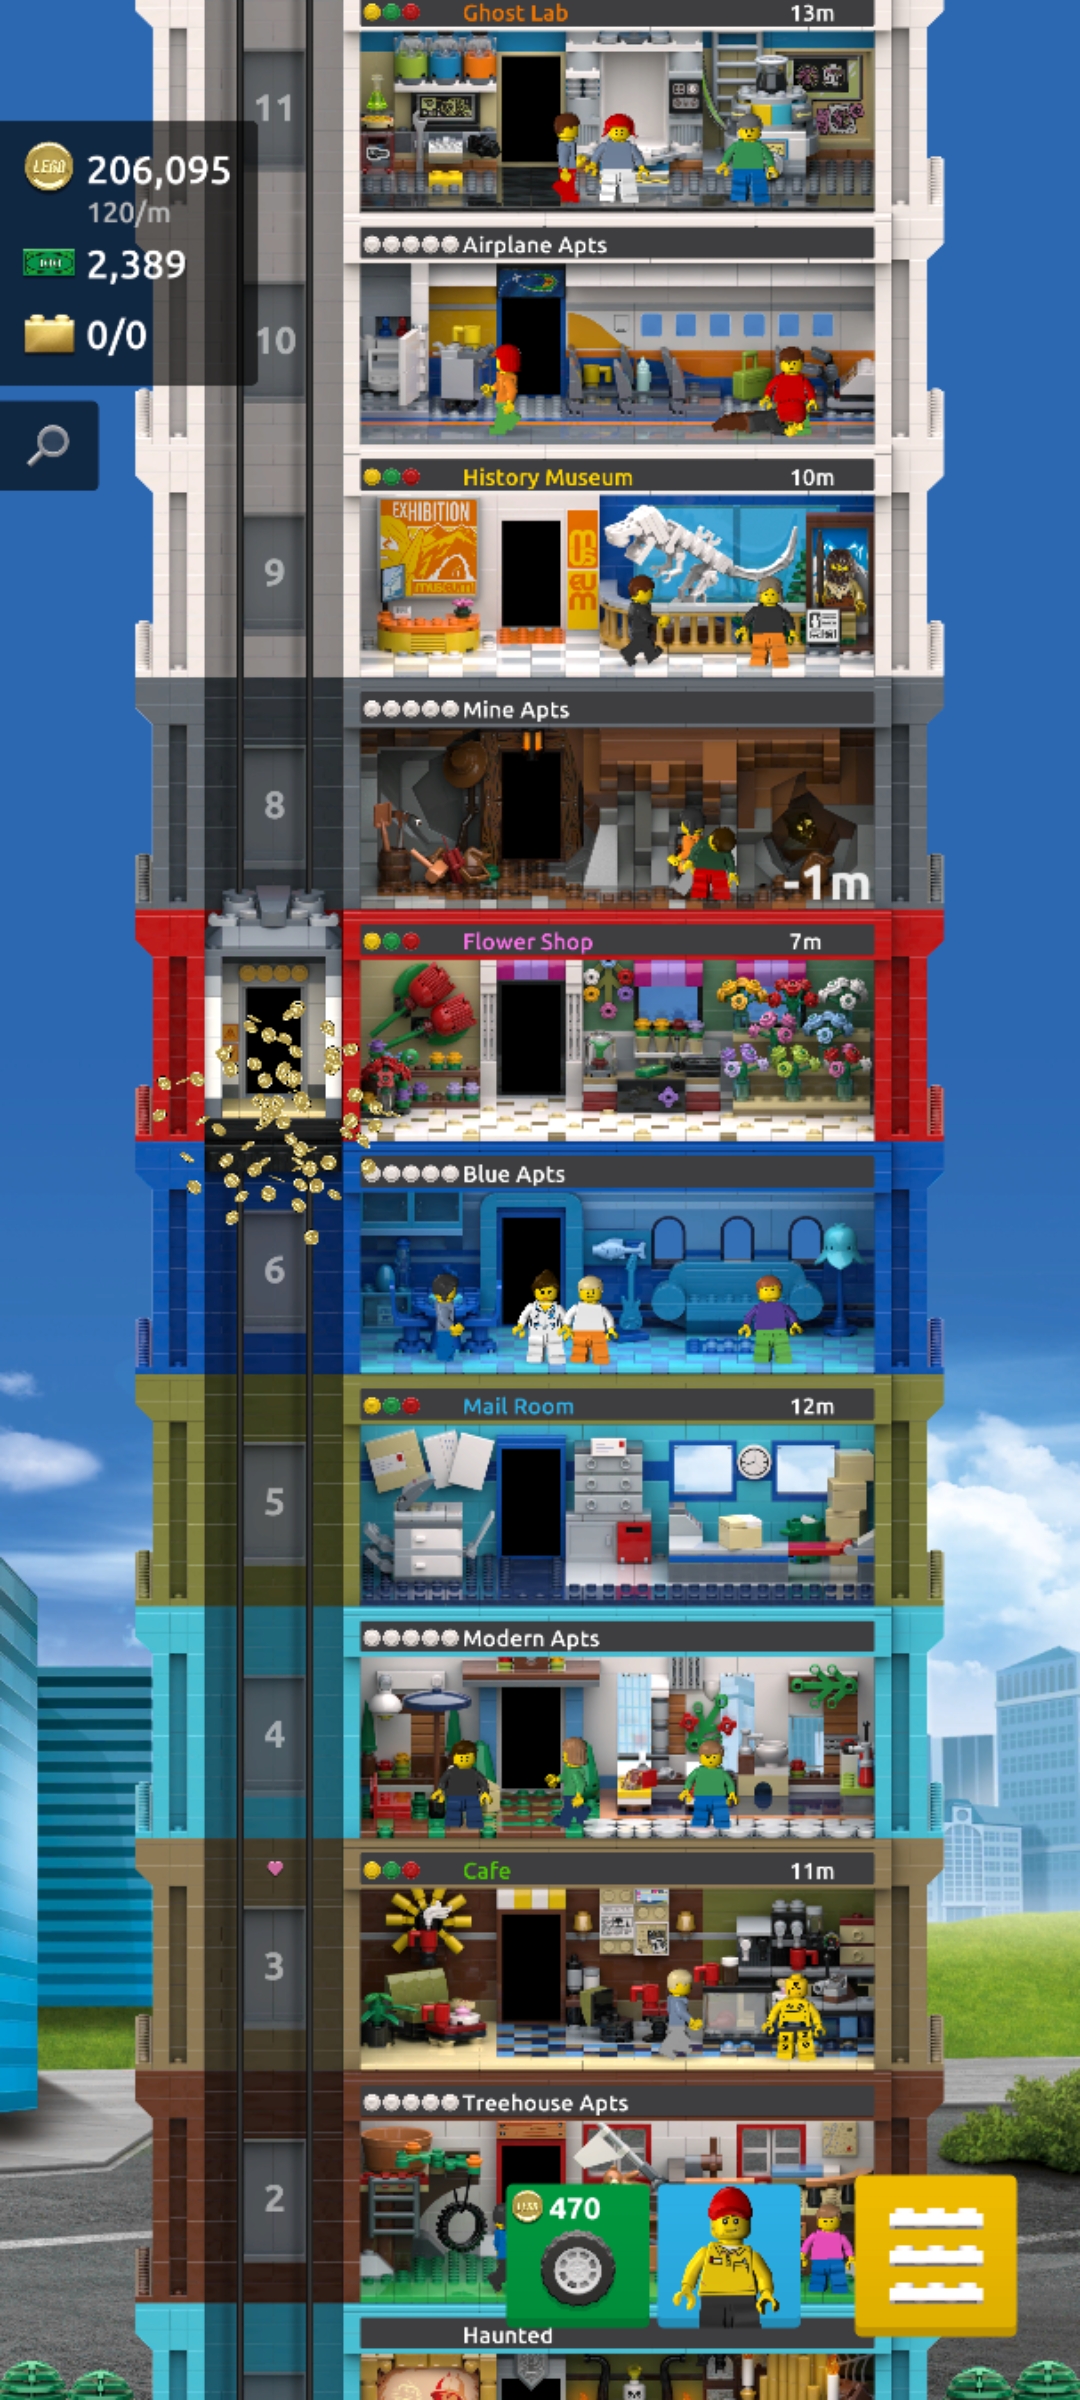 Ghost Lab 13m
11
LEGO 206,095
120/m
2,389
0/0
Airplane Apts
10
History Museum 10m
EXHIBITION
museum
9
Mine Apts
8
-1m
Flower Shop 7m
Blue Apts
6
Mail Room 12m
5
Modern Apts
4
Cafe 11m
3
Treehouse Apts
2
470
Haunted